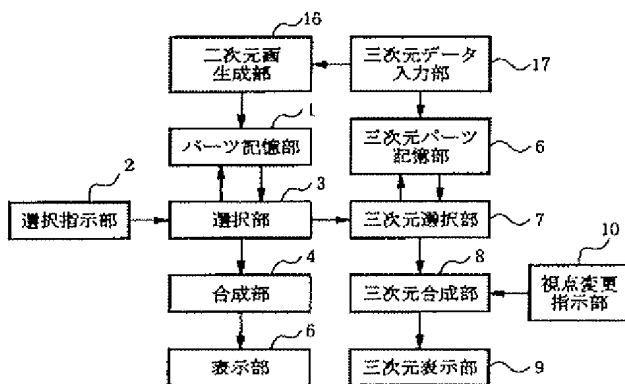 16
二次元画
生成部
三次元データ
入力部
17
1
パーツ記憶部
三次元パーツ
記憶部
6
2
選択指示部
3
選択部
三次元選択部
7
4
合成部
8
三次元合成部
10
視点変更
指示部
6
表示部
三次元表示部
9